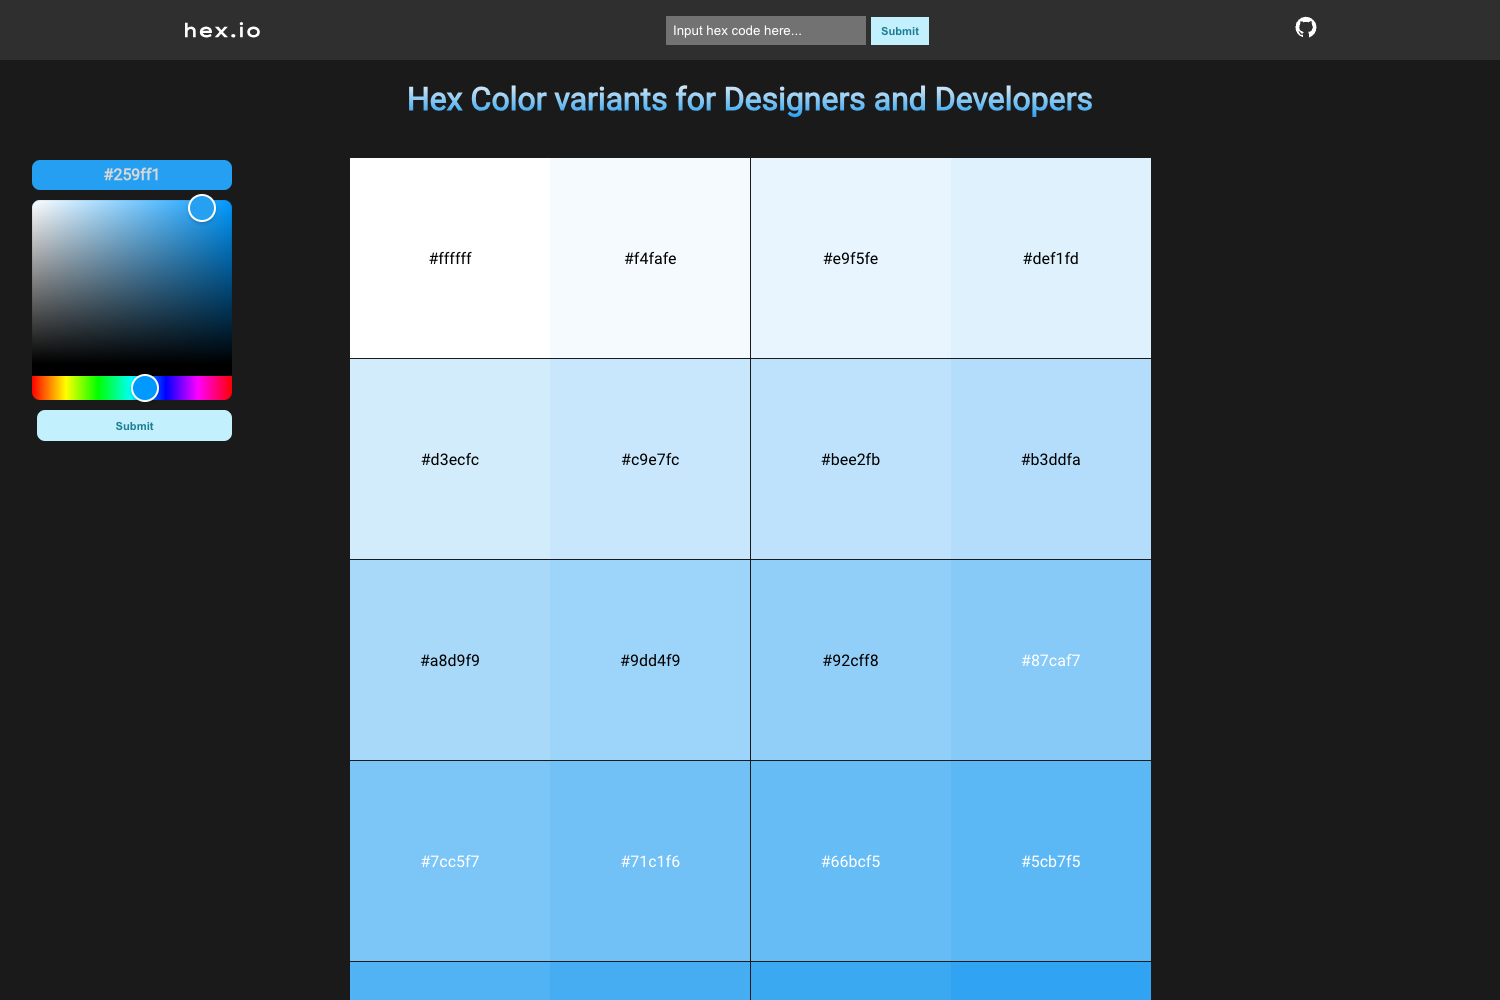 hex.io
Input hex code here...
Submit
Hex Color variants for Designers and Developers
#259ff1
Submit
#ffffff
#f4fafe
#e9f5fe
#def1fd
#d3ecfc
#c9e7fc
#bee2fb
#b3ddfa
#a8d9f9
#9dd4f9
#92cff8
#87caf7
#7cc5f7
#71c1f6
#66bcf5
#5cb7f5